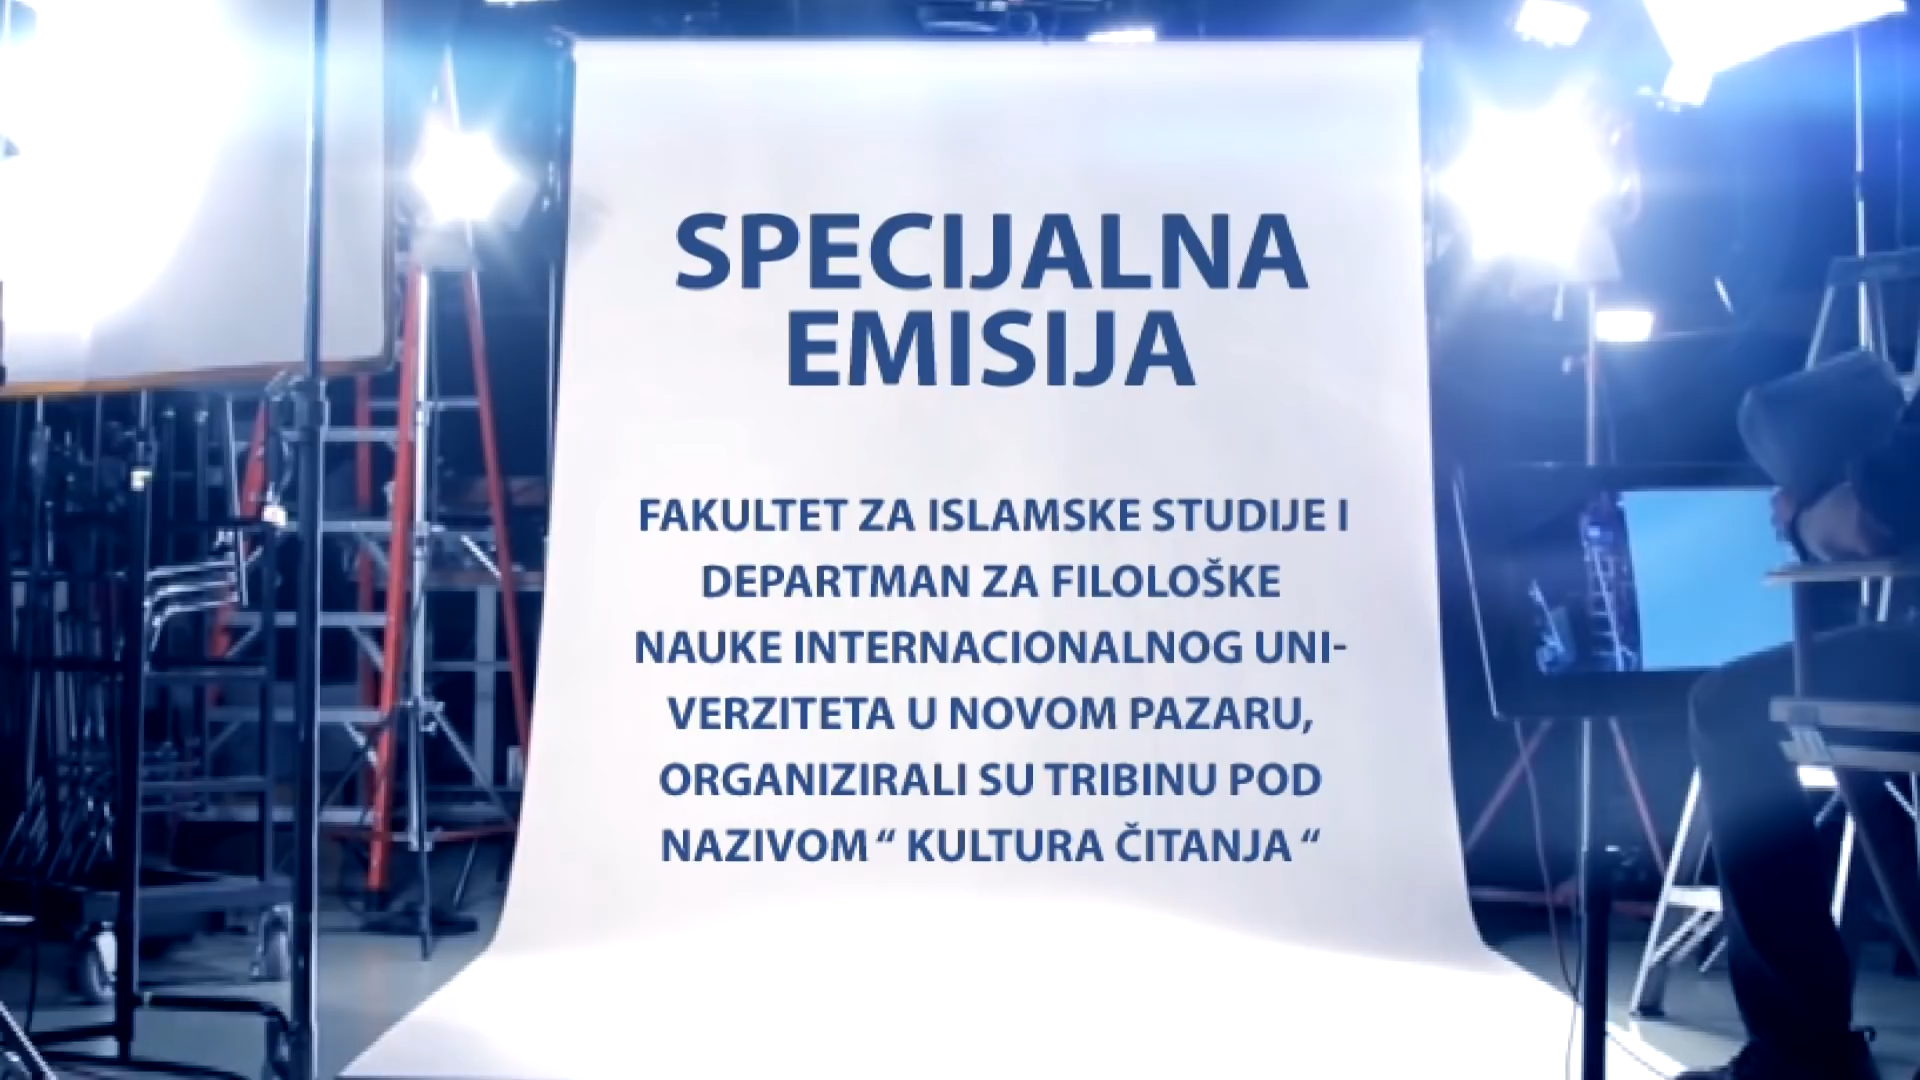 SPECIJALNA
EMISIJA
FAKULTET ZA ISLAMSKE STUDIJE I
DEPARTMAN ZA FILOLOŠKE
NAUKE INTERNACIONALNOG UNI-
VERZITETA U NOVOM PAZARU,
ORGANIZIRALI SU TRIBINU POD
NAZIVOM “ KULTURA ČITANJA “